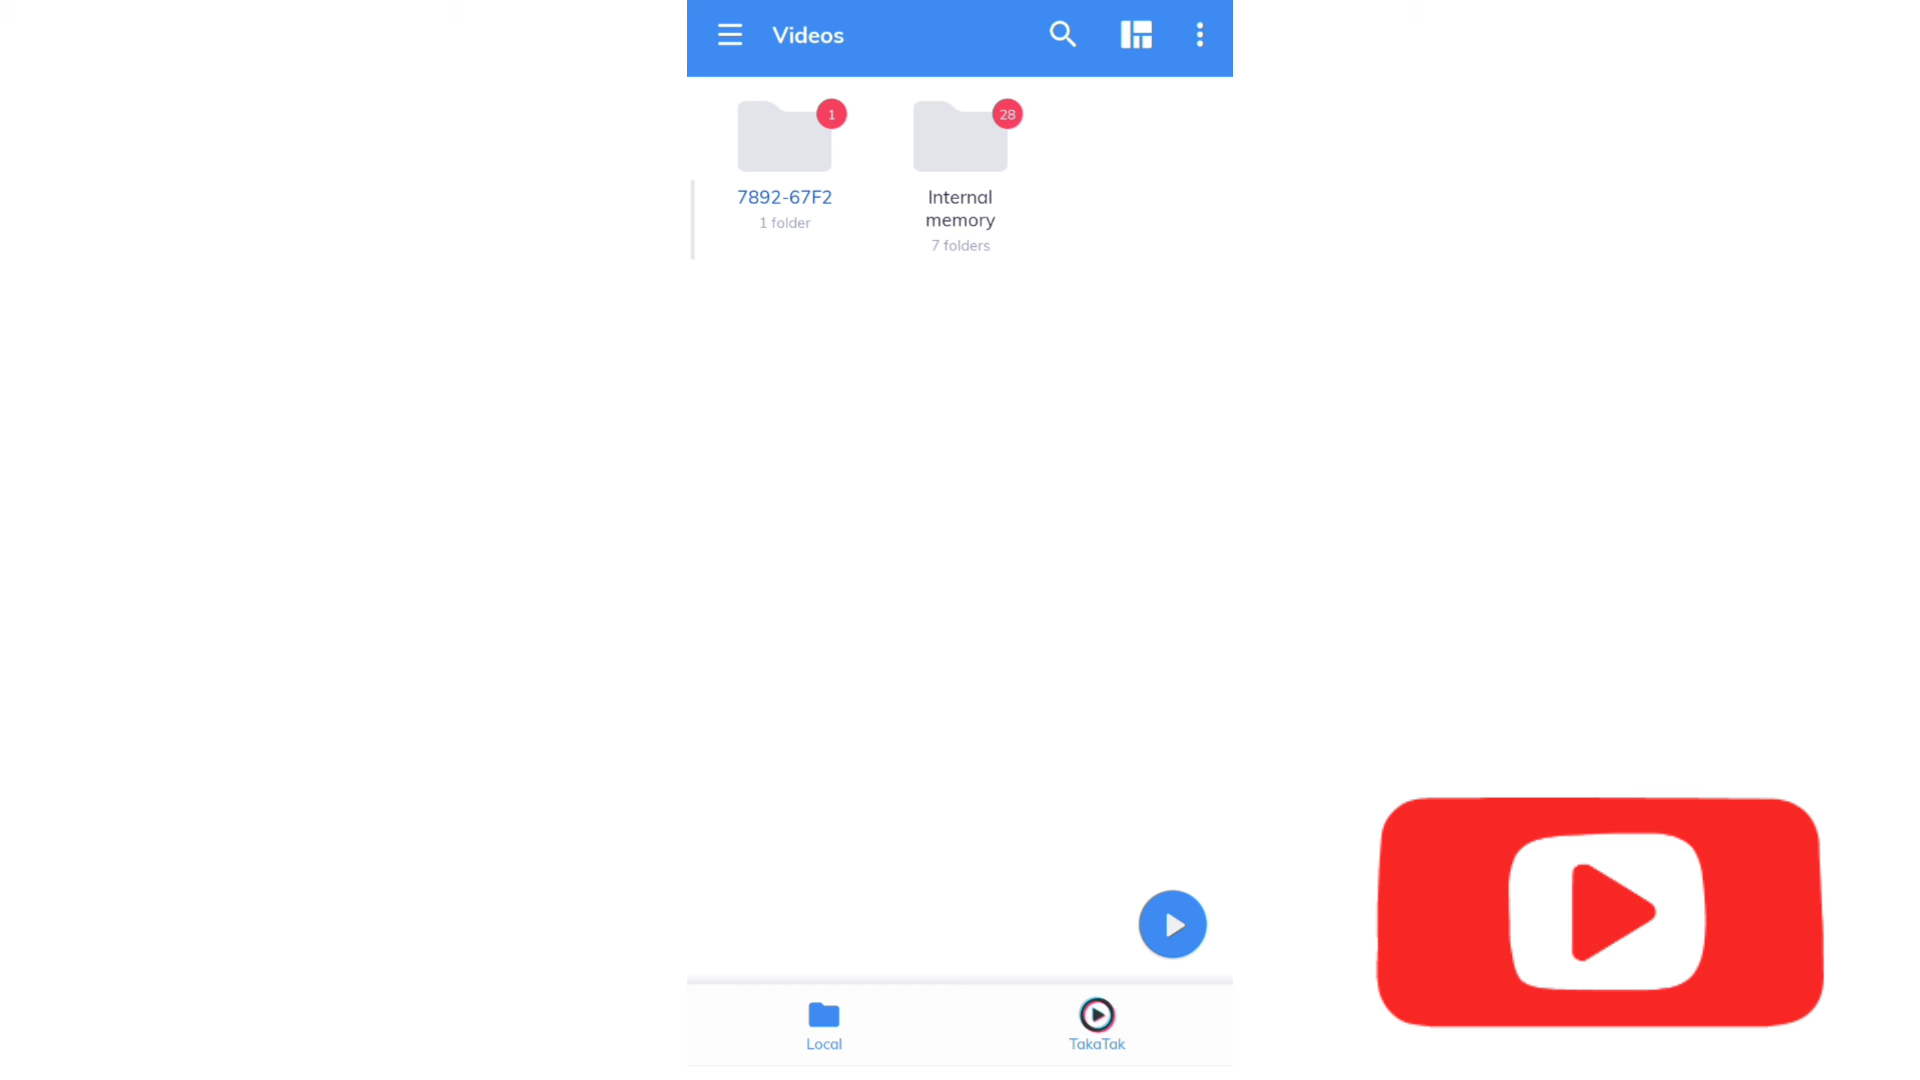 Videos
1
28
7892-67F2
1 folder
Internal
memory
7 folders
Local
TakaTak